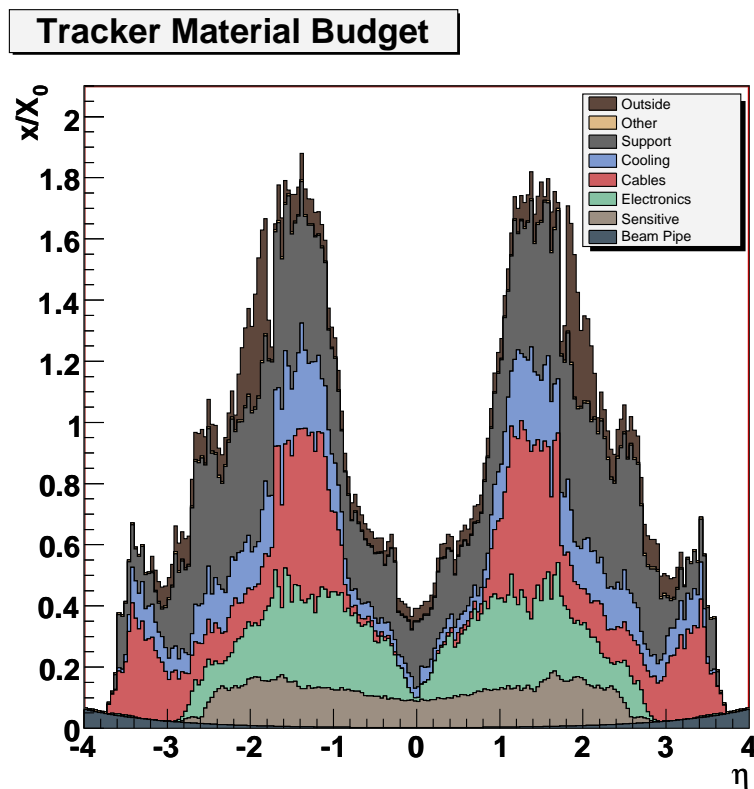 Tracker Material Budget
x/X0
2
1.8
1.6
1.4
1.2
1
0.8
0.6
0.4
0.2
0
Outside
Other
Support
Cooling
Cables
Electronics
Sensitive
Beam Pipe
-4 -3 -2 -1 0 1 2 3 4
η